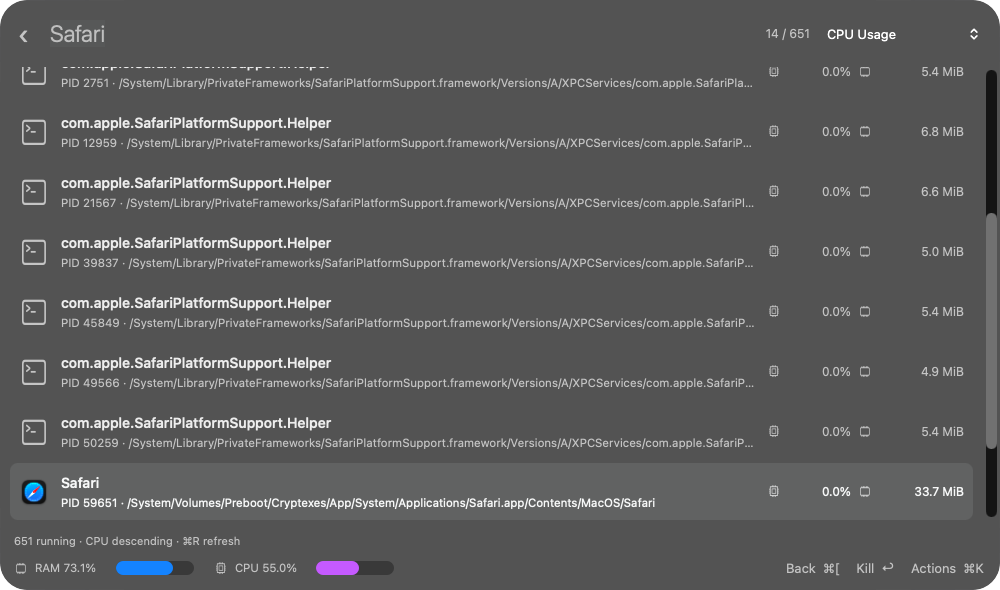 Safari
14 / 651
CPU Usage
com.apple.SafariPlatformSupport.Helper
PID 2751 · /System/Library/PrivateFrameworks/SafariPlatformSupport.framework/Versions/A/XPCServices/com.apple.SafariPla...
0.0%
5.4 MiB
com.apple.SafariPlatformSupport.Helper
PID 12959 · /System/Library/PrivateFrameworks/SafariPlatformSupport.framework/Versions/A/XPCServices/com.apple.SafariP...
0.0%
6.8 MiB
com.apple.SafariPlatformSupport.Helper
PID 21567 · /System/Library/PrivateFrameworks/SafariPlatformSupport.framework/Versions/A/XPCServices/com.apple.SafariPl...
0.0%
6.6 MiB
com.apple.SafariPlatformSupport.Helper
PID 39837 · /System/Library/PrivateFrameworks/SafariPlatformSupport.framework/Versions/A/XPCServices/com.apple.SafariP...
0.0%
5.0 MiB
com.apple.SafariPlatformSupport.Helper
PID 45849 · /System/Library/PrivateFrameworks/SafariPlatformSupport.framework/Versions/A/XPCServices/com.apple.SafariP...
0.0%
5.4 MiB
com.apple.SafariPlatformSupport.Helper
PID 49566 · /System/Library/PrivateFrameworks/SafariPlatformSupport.framework/Versions/A/XPCServices/com.apple.SafariP...
0.0%
4.9 MiB
com.apple.SafariPlatformSupport.Helper
PID 50259 · /System/Library/PrivateFrameworks/SafariPlatformSupport.framework/Versions/A/XPCServices/com.apple.SafariP...
0.0%
5.4 MiB
Safari
PID 59651 · /System/Volumes/Preboot/Cryptexes/App/System/Applications/Safari.app/Contents/MacOS/Safari
0.0%
33.7 MiB
651 running · CPU descending · ⌘R refresh
RAM 73.1%
CPU 55.0%
Back ⌘[
Kill ↩
Actions ⌘K